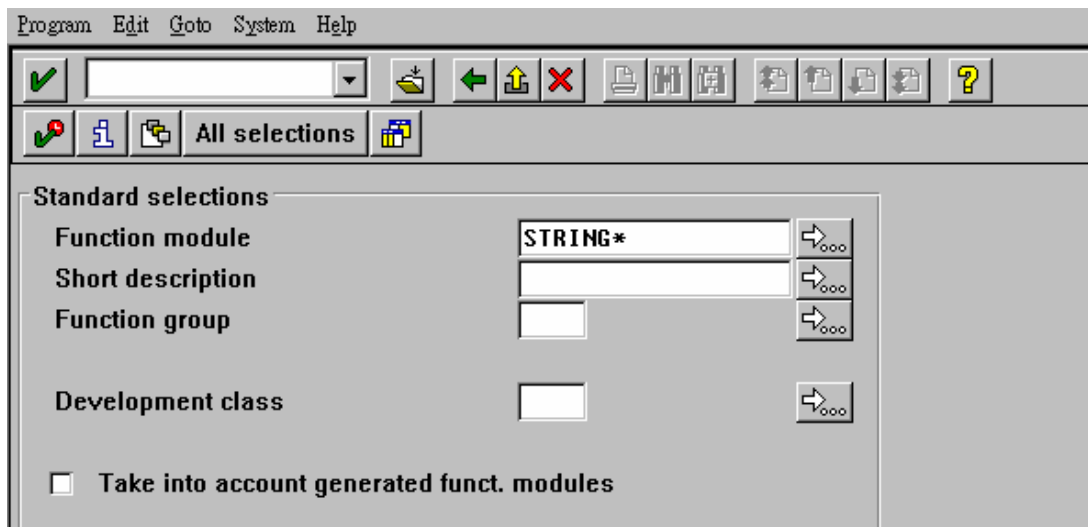 Program Edit Goto System Help
All selections
Standard selections
Function module STRING*
Short description
Function group
Development class
Take into account generated funct. modules